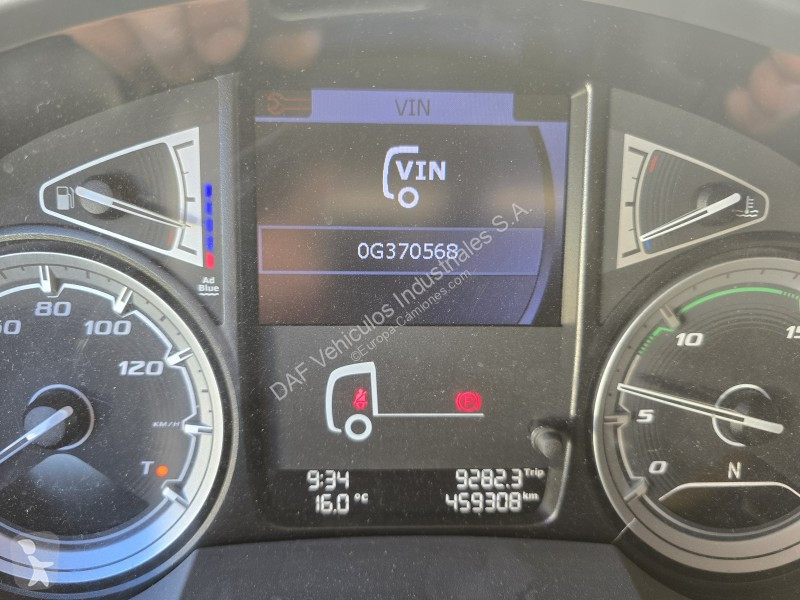 VIN
VIN
0G370568
Ad
Blue
60
80
100
120
KM/H
T
9:34
16.0 °C
9282.3 Trip
459308 km
15
10
5
0
N
DAF Vehiculos Industriales S.A.
©Europa-Camiones.com